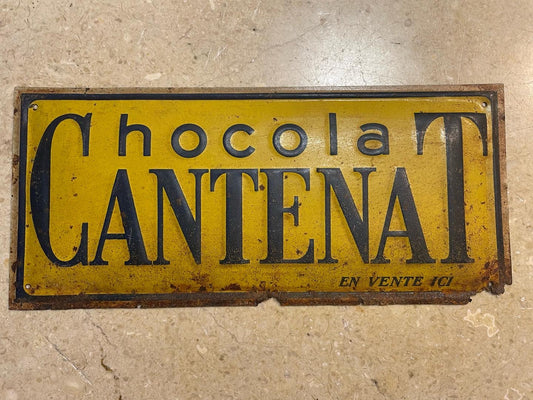 Chocolat
CANTENAT
EN VENTE ICI